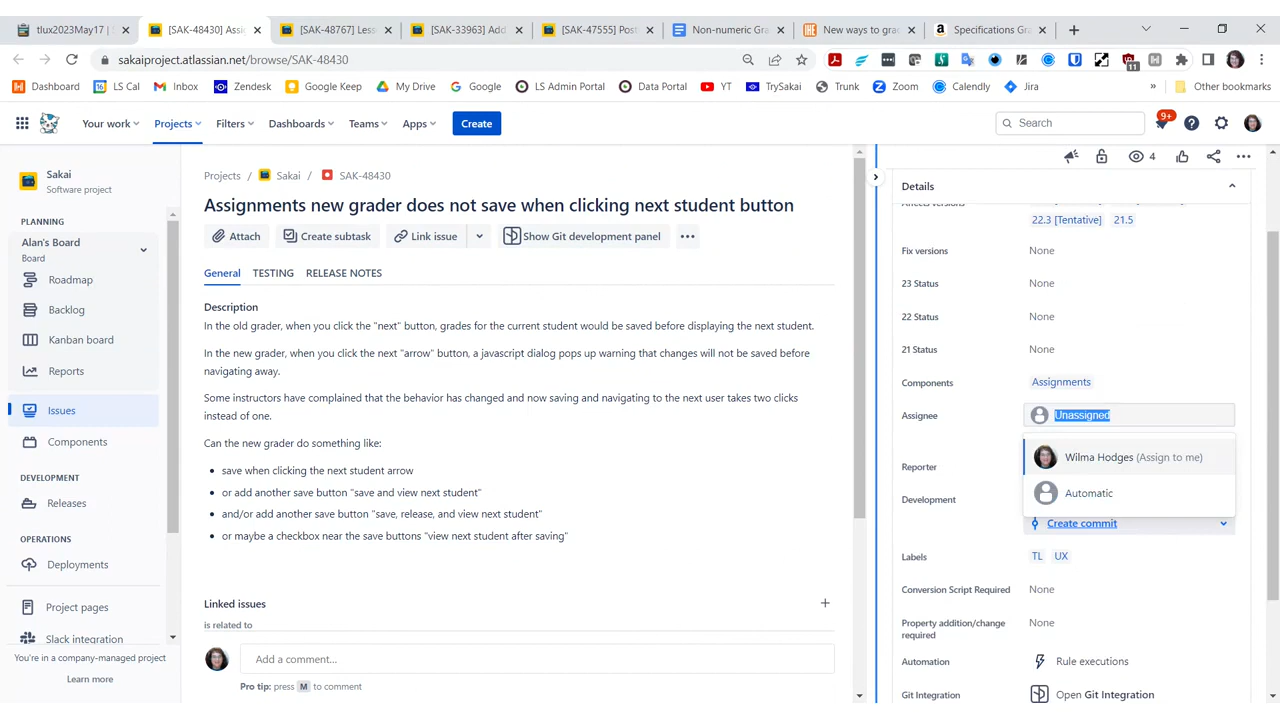 tlux2023May17 |
[SAK-48430] Assi
[SAK-48767] Less
[SAK-33963] Add
[SAK-47555] Post
Non-numeric Gra
New ways to gra
Specifications Gra
sakaiproject.atlassian.net/browse/SAK-48430
11
Dashboard
16 LS Cal
Inbox
Zendesk
Google Keep
My Drive
Google
LS Admin Portal
Data Portal
YT
TrySakai
Trunk
Zoom
Calendly
Jira
»
Other bookmarks
Your work
Projects
Filters
Dashboards
Teams
Apps
Create
Search
9+
Sakai
Software project
PLANNING
Alan's Board
Board
Roadmap
Backlog
Kanban board
Reports
Issues
Components
DEVELOPMENT
Releases
OPERATIONS
Deployments
Project pages
Slack integration
You're in a company-managed project
Learn more
Projects / Sakai / SAK-48430
Assignments new grader does not save when clicking next student button
Attach
Create subtask
Link issue
Show Git development panel
General
TESTING
RELEASE NOTES
Description
In the old grader, when you click the "next" button, grades for the current student would be saved before displaying the next student.
In the new grader, when you click the next "arrow" button, a javascript dialog pops up warning that changes will not be saved before
navigating away.
Some instructors have complained that the behavior has changed and now saving and navigating to the next user takes two clicks
instead of one.
Can the new grader do something like:
• save when clicking the next student arrow
• or add another save button "save and view next student"
• and/or add another save button "save, release, and view next student"
• or maybe a checkbox near the save buttons "view next student after saving"
Linked issues
is related to
Add a comment...
Pro tip: press M to comment
4
Details
22.3 [Tentative] 21.5
Fix versions None
23 Status None
22 Status None
21 Status None
Components Assignments
Assignee Unassigned
Wilma Hodges (Assign to me)
Automatic
Reporter
Development
Create commit
Labels TL UX
Conversion Script Required None
Property addition/change None
required
Automation Rule executions
Git Integration Open Git Integration